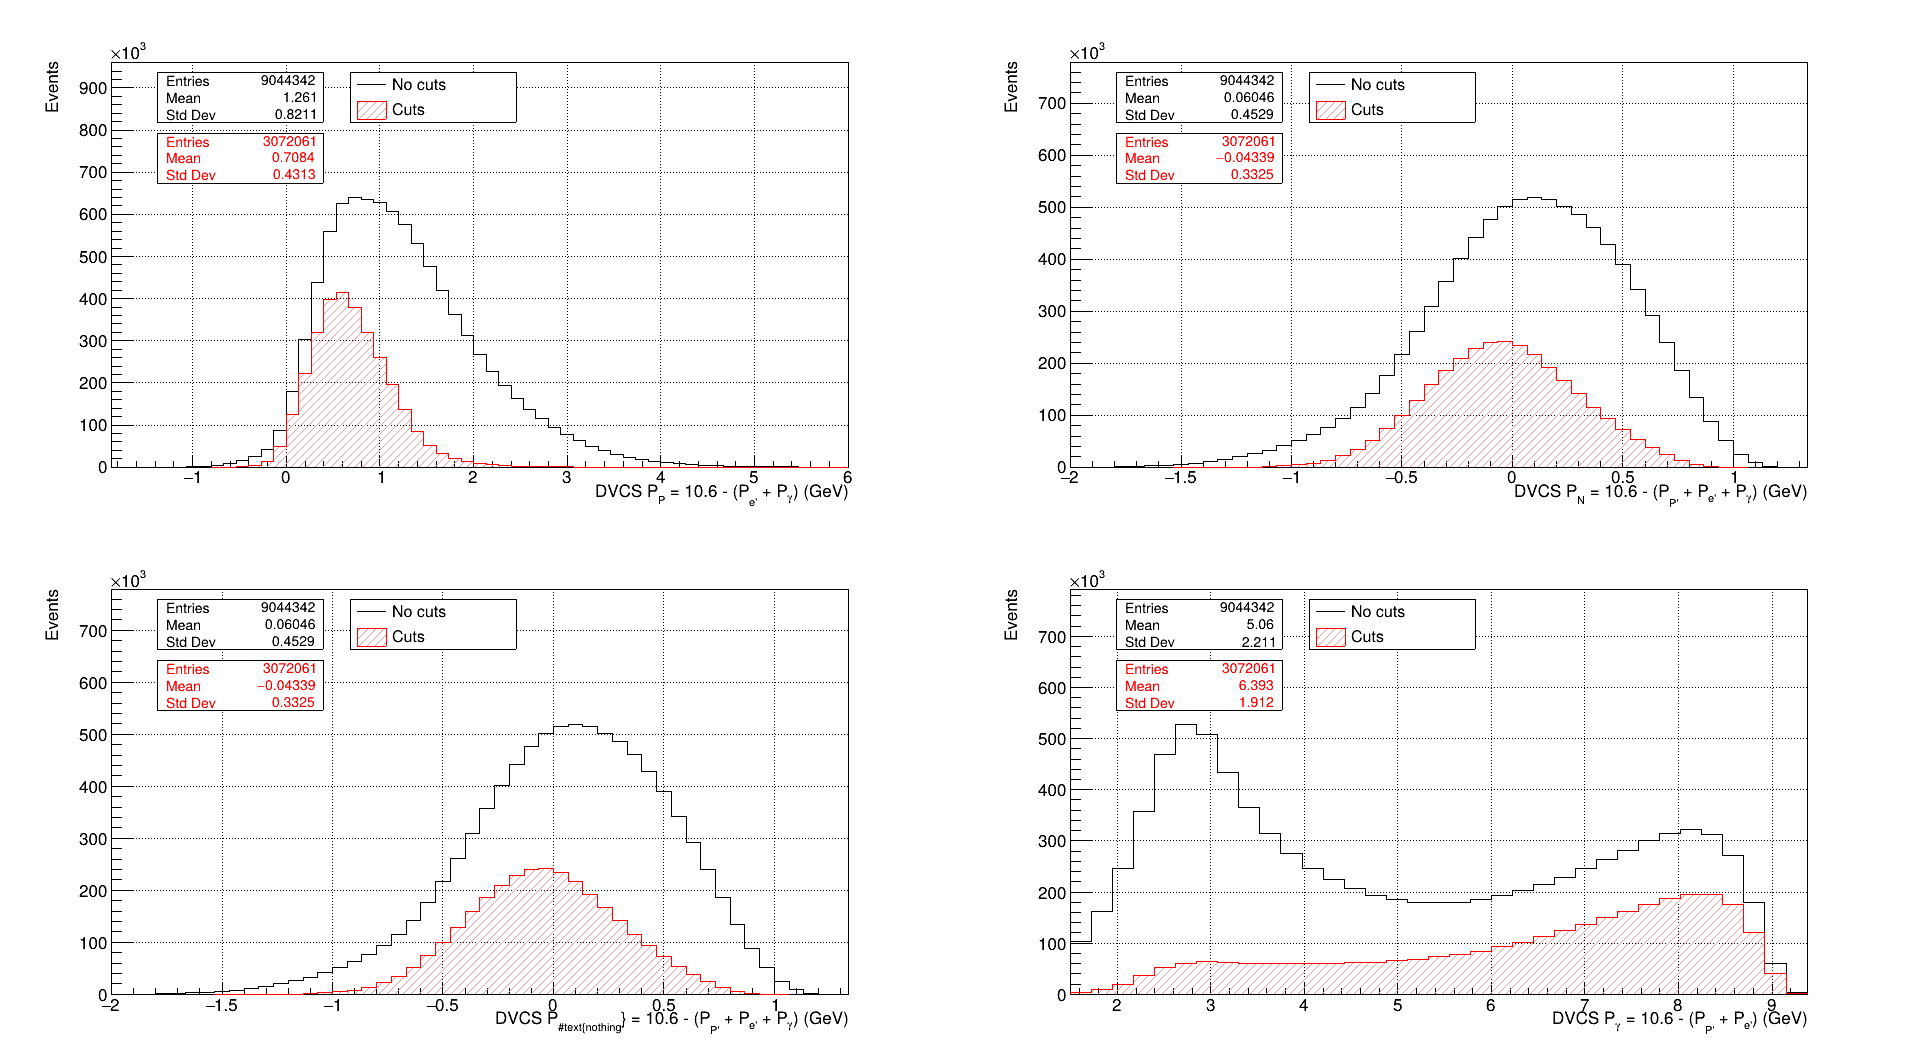 ×10³
Events
Entries 9044342
Mean 1.261
Std Dev 0.8211
Entries 3072061
Mean 0.7084
Std Dev 0.4313
No cuts
Cuts
900
800
700
600
500
400
300
200
100
0
−1 0 1 2 3 4 5 6
DVCS P_P = 10.6 - (P_e' + P_γ) (GeV)
×10³
Events
Entries 9044342
Mean 0.06046
Std Dev 0.4529
Entries 3072061
Mean −0.04339
Std Dev 0.3325
No cuts
Cuts
700
600
500
400
300
200
100
0
−2 −1.5 −1 −0.5 0 0.5 1
DVCS P_N = 10.6 - (P_P' + P_e' + P_γ) (GeV)
×10³
Events
Entries 9044342
Mean 0.06046
Std Dev 0.4529
Entries 3072061
Mean −0.04339
Std Dev 0.3325
No cuts
Cuts
700
600
500
400
300
200
100
0
−2 −1.5 −1 −0.5 0 0.5 1
DVCS P_#text{nothing} = 10.6 - (P_P' + P_e' + P_γ) (GeV)
×10³
Events
Entries 9044342
Mean 5.06
Std Dev 2.211
Entries 3072061
Mean 6.393
Std Dev 1.912
No cuts
Cuts
700
600
500
400
300
200
100
0
2 3 4 5 6 7 8 9
DVCS P_γ = 10.6 - (P_P' + P_e') (GeV)